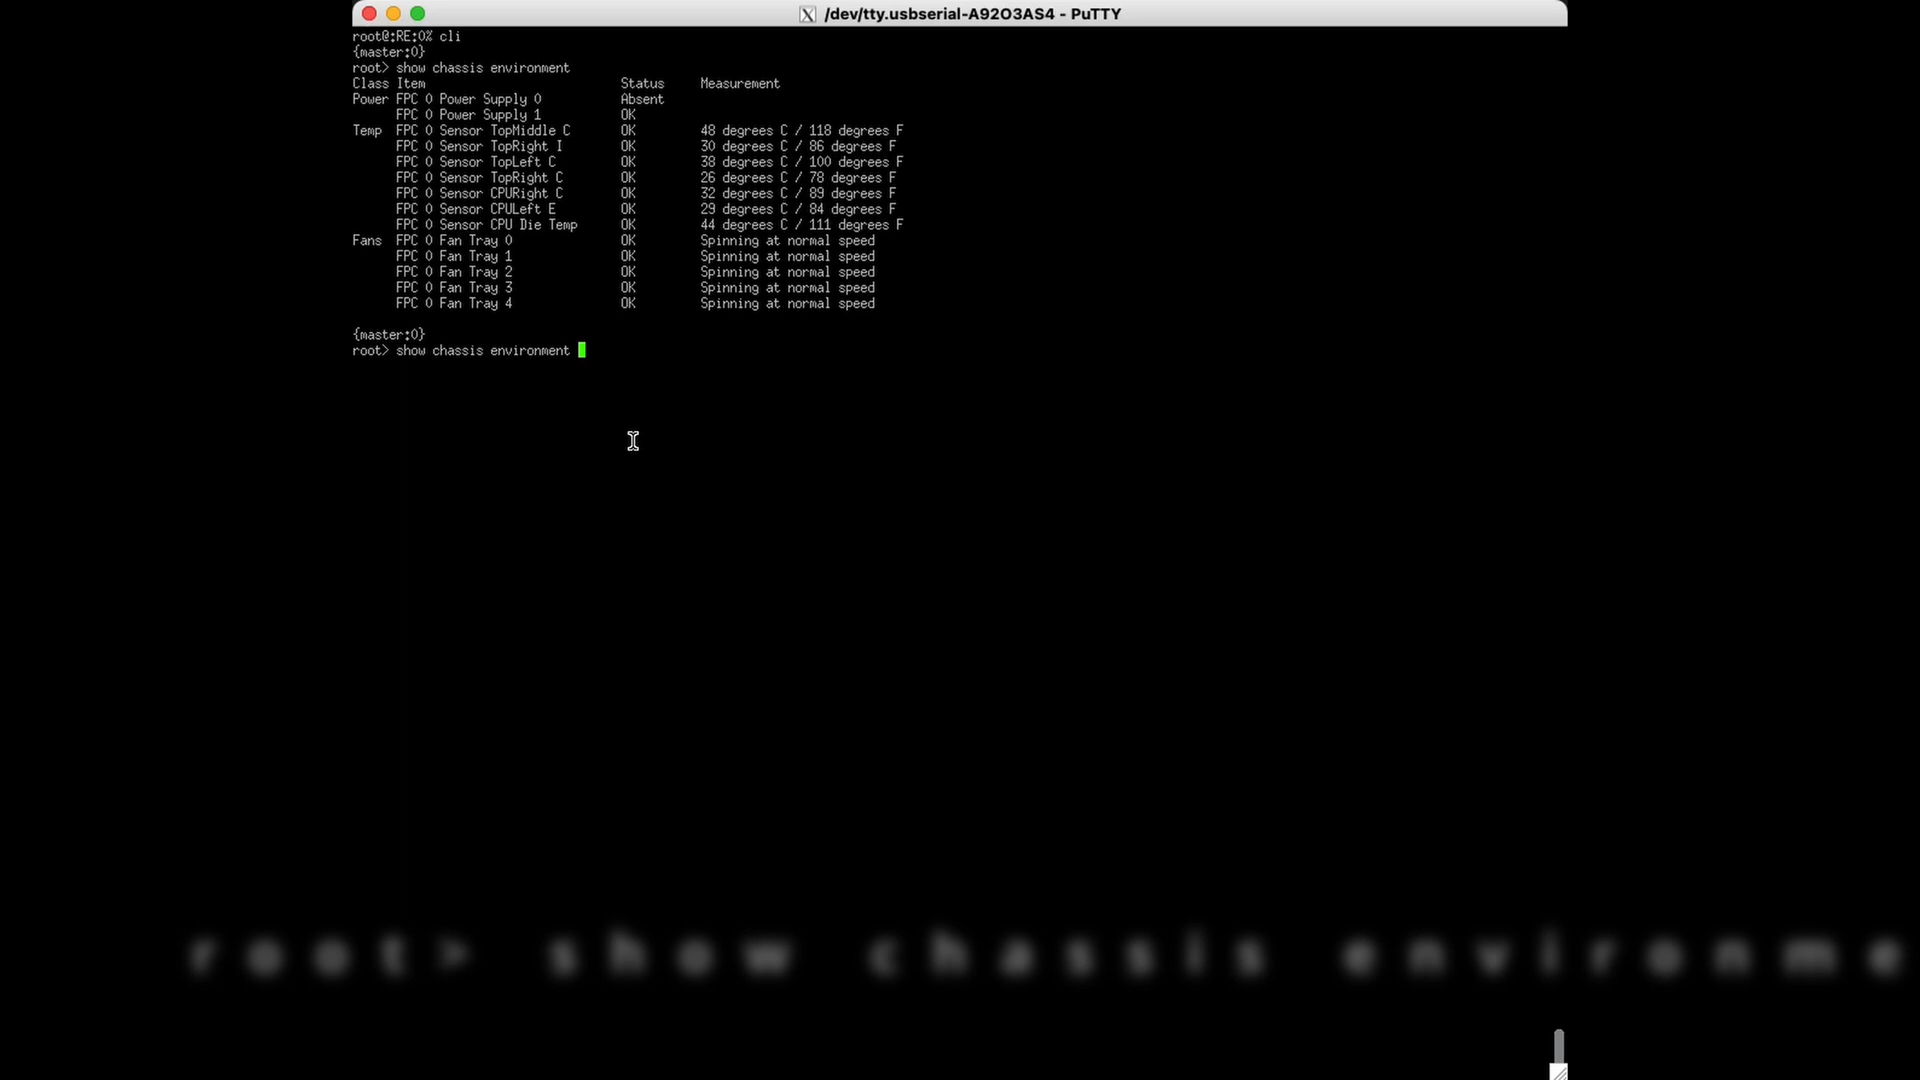 /dev/tty.usbserial-A92O3AS4 - PuTTY
root@:RE:0% cli
{master:0}
root> show chassis environment
Class Item                           Status     Measurement
Power FPC 0 Power Supply 0           Absent
      FPC 0 Power Supply 1           OK
Temp  FPC 0 Sensor TopMiddle C       OK         48 degrees C / 118 degrees F
      FPC 0 Sensor TopRight I        OK         30 degrees C / 86 degrees F
      FPC 0 Sensor TopLeft C         OK         38 degrees C / 100 degrees F
      FPC 0 Sensor TopRight C        OK         26 degrees C / 78 degrees F
      FPC 0 Sensor CPURight C        OK         32 degrees C / 89 degrees F
      FPC 0 Sensor CPULeft E         OK         29 degrees C / 84 degrees F
      FPC 0 Sensor CPU Die Temp      OK         44 degrees C / 111 degrees F
Fans  FPC 0 Fan Tray 0               OK         Spinning at normal speed
      FPC 0 Fan Tray 1               OK         Spinning at normal speed
      FPC 0 Fan Tray 2               OK         Spinning at normal speed
      FPC 0 Fan Tray 3               OK         Spinning at normal speed
      FPC 0 Fan Tray 4               OK         Spinning at normal speed
{master:0}
root> show chassis environment
root> show chassis environme